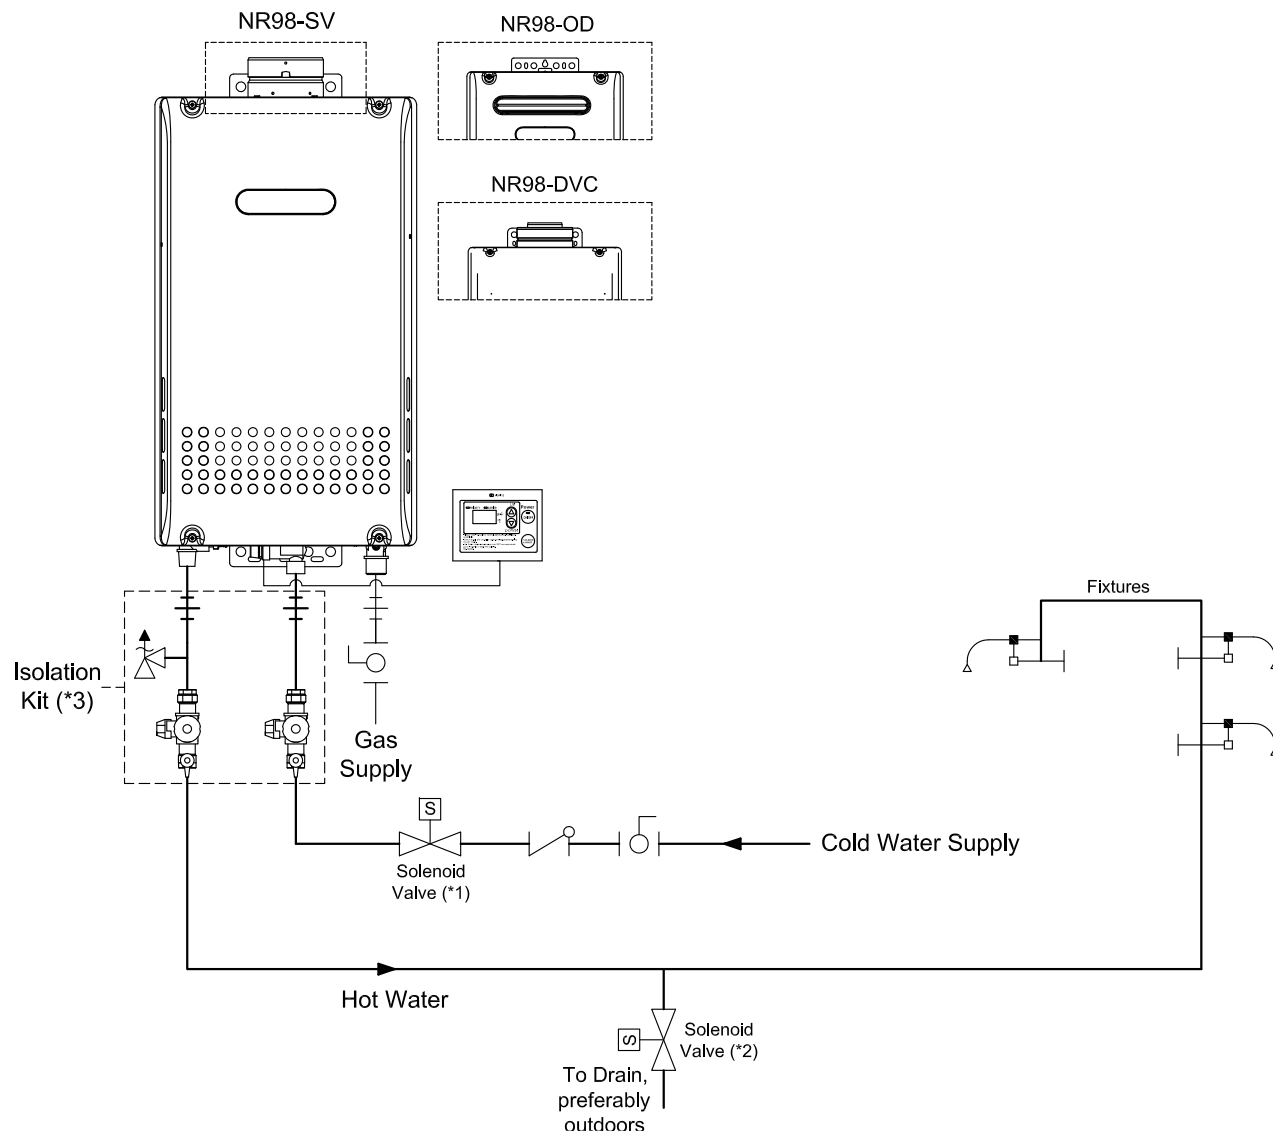 NR98-SV
NR98-OD
NR98-DVC
Power
Fixtures
Isolation
Kit (*3)
Gas
Supply
S
Cold Water Supply
Solenoid
Valve (*1)
Hot Water
S
Solenoid
Valve (*2)
To Drain,
preferably
outdoors